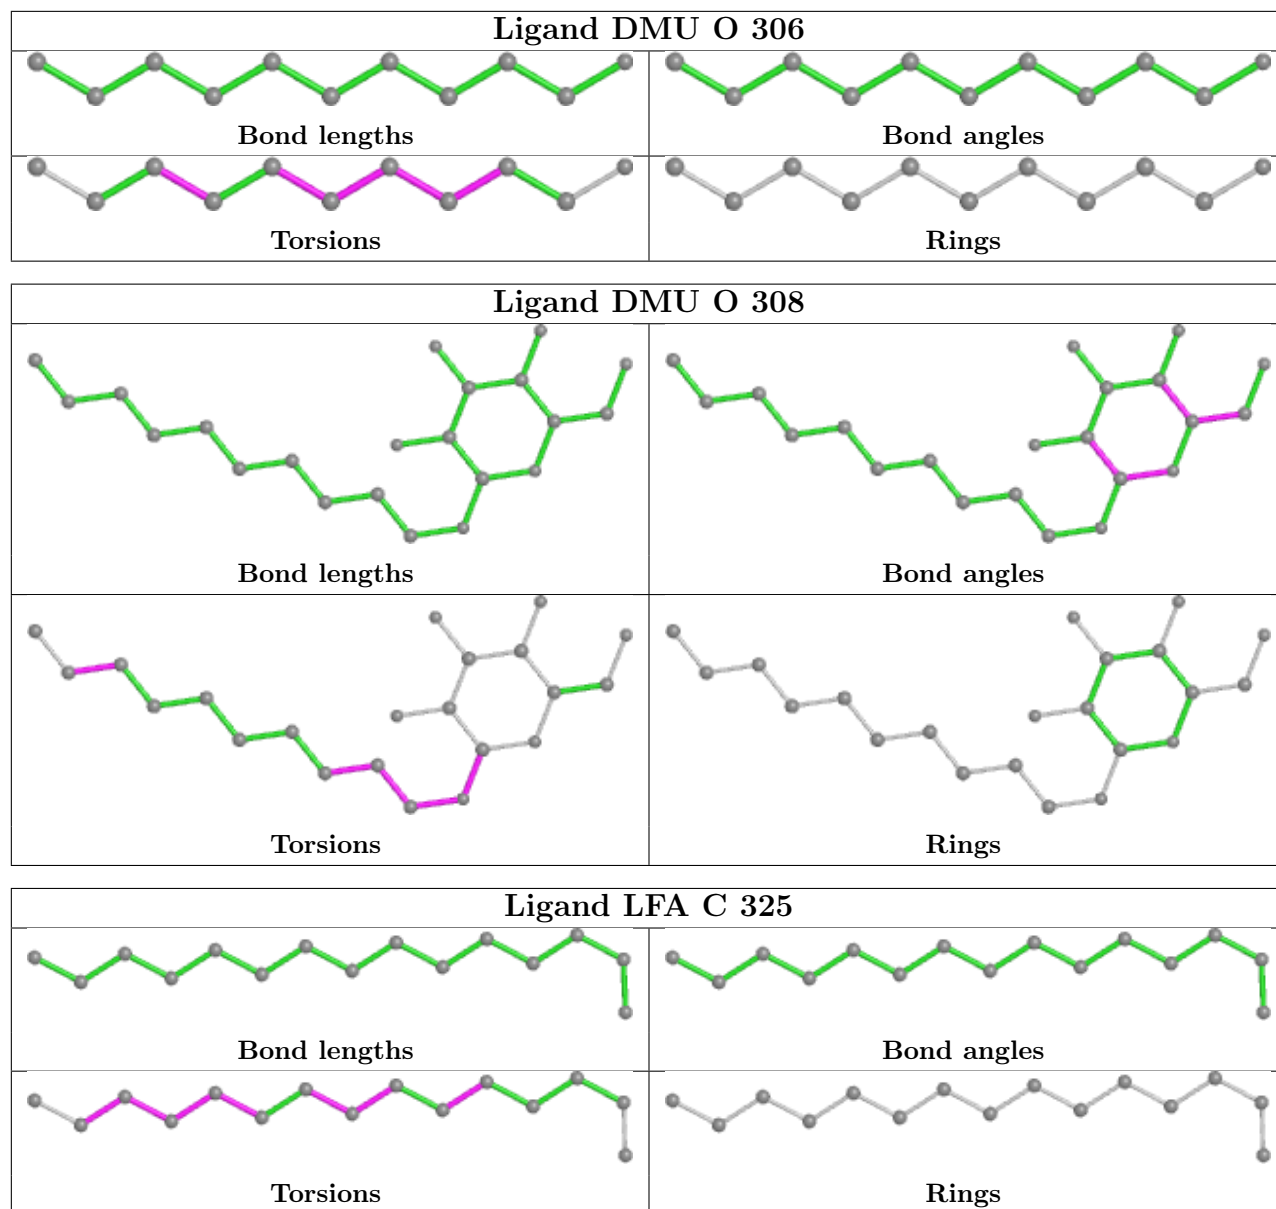 Ligand DMU O 306
Bond lengths
Bond angles
Torsions
Rings
Ligand DMU O 308
Bond lengths
Bond angles
Torsions
Rings
Ligand LFA C 325
Bond lengths
Bond angles
Torsions
Rings